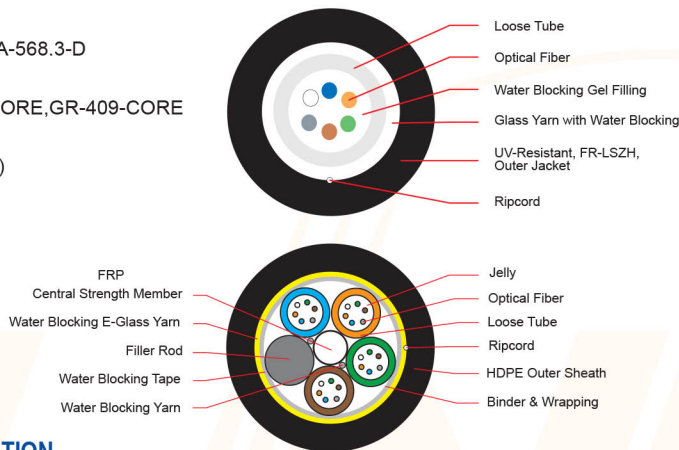 A-568.3-D
ORE,GR-409-CORE
)
Loose Tube
Optical Fiber
Water Blocking Gel Filling
Glass Yarn with Water Blocking
UV-Resistant, FR-LSZH,
Outer Jacket
Ripcord
FRP
Central Strength Member
Water Blocking E-Glass Yarn
Filler Rod
Water Blocking Tape
Water Blocking Yarn
Jelly
Optical Fiber
Loose Tube
Ripcord
HDPE Outer Sheath
Binder & Wrapping
TION